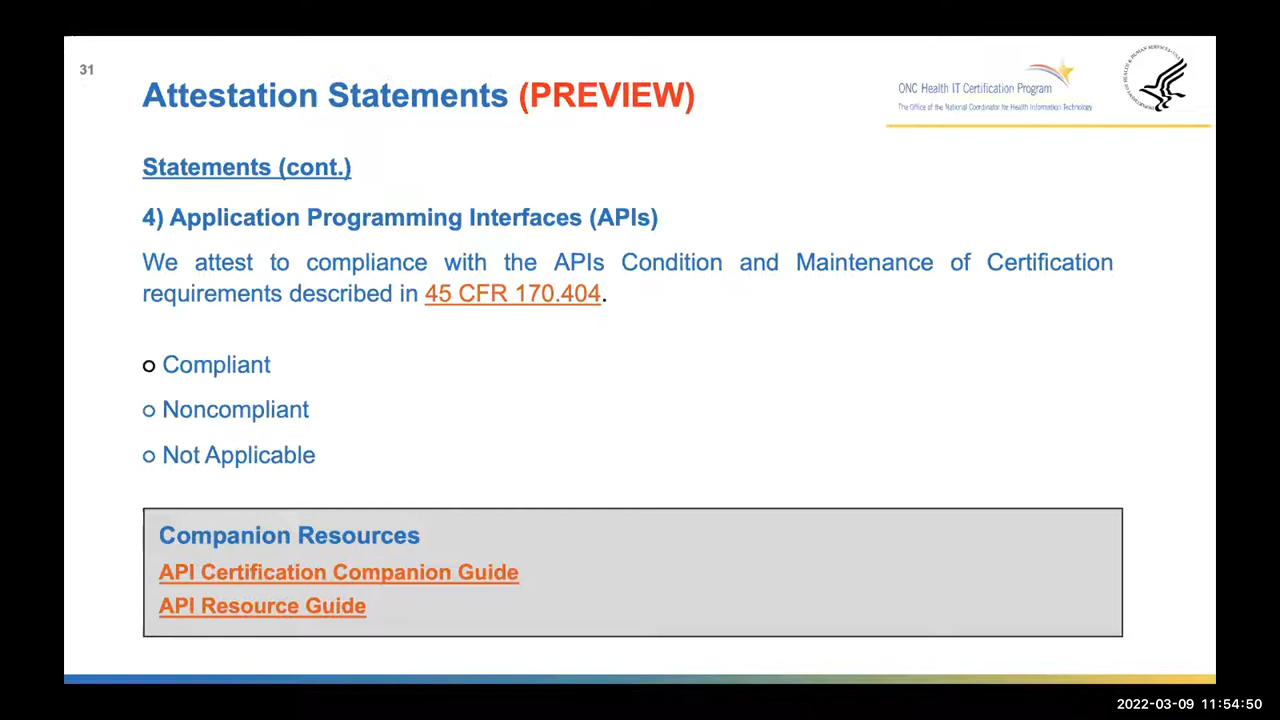 31
Attestation Statements (PREVIEW)
ONC Health IT Certification Program
The Office of the National Coordinator for Health Information Technology
Statements (cont.)
4) Application Programming Interfaces (APIs)
We attest to compliance with the APIs Condition and Maintenance of Certification
requirements described in 45 CFR 170.404.
Compliant
Noncompliant
Not Applicable
Companion Resources
API Certification Companion Guide
API Resource Guide
2022-03-09 11:54:50